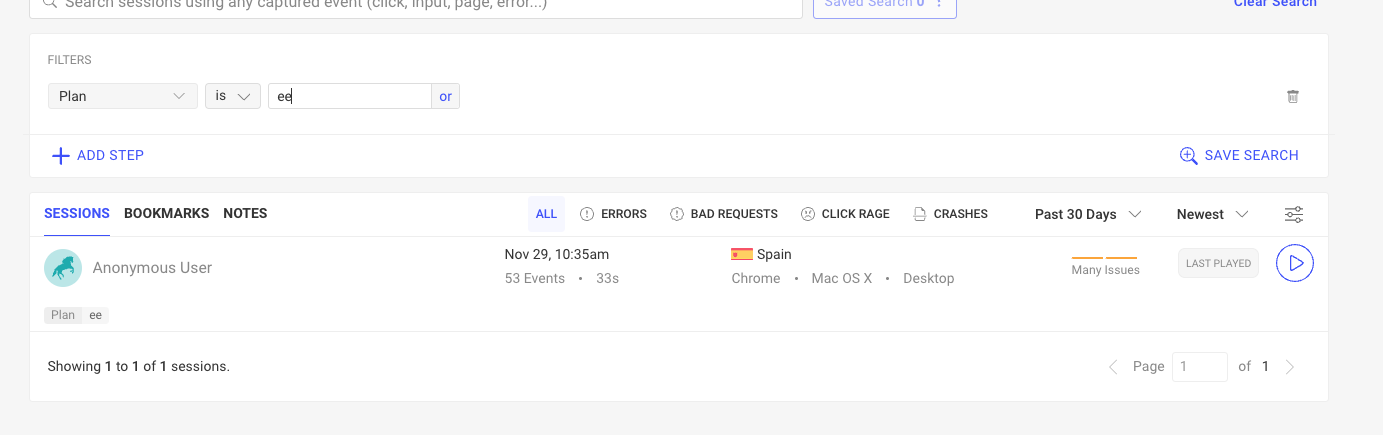 Search sessions using any captured event (click, input, page, error...)
Saved Search 0
Clear Search
FILTERS
Plan
is
ee
or
ADD STEP
SAVE SEARCH
SESSIONS BOOKMARKS NOTES
ALL ERRORS BAD REQUESTS CLICK RAGE CRASHES
Past 30 Days
Newest
Anonymous User
Nov 29, 10:35am
53 Events • 33s
Spain
Chrome • Mac OS X • Desktop
Many Issues
LAST PLAYED
Plan ee
Showing 1 to 1 of 1 sessions.
Page 1 of 1